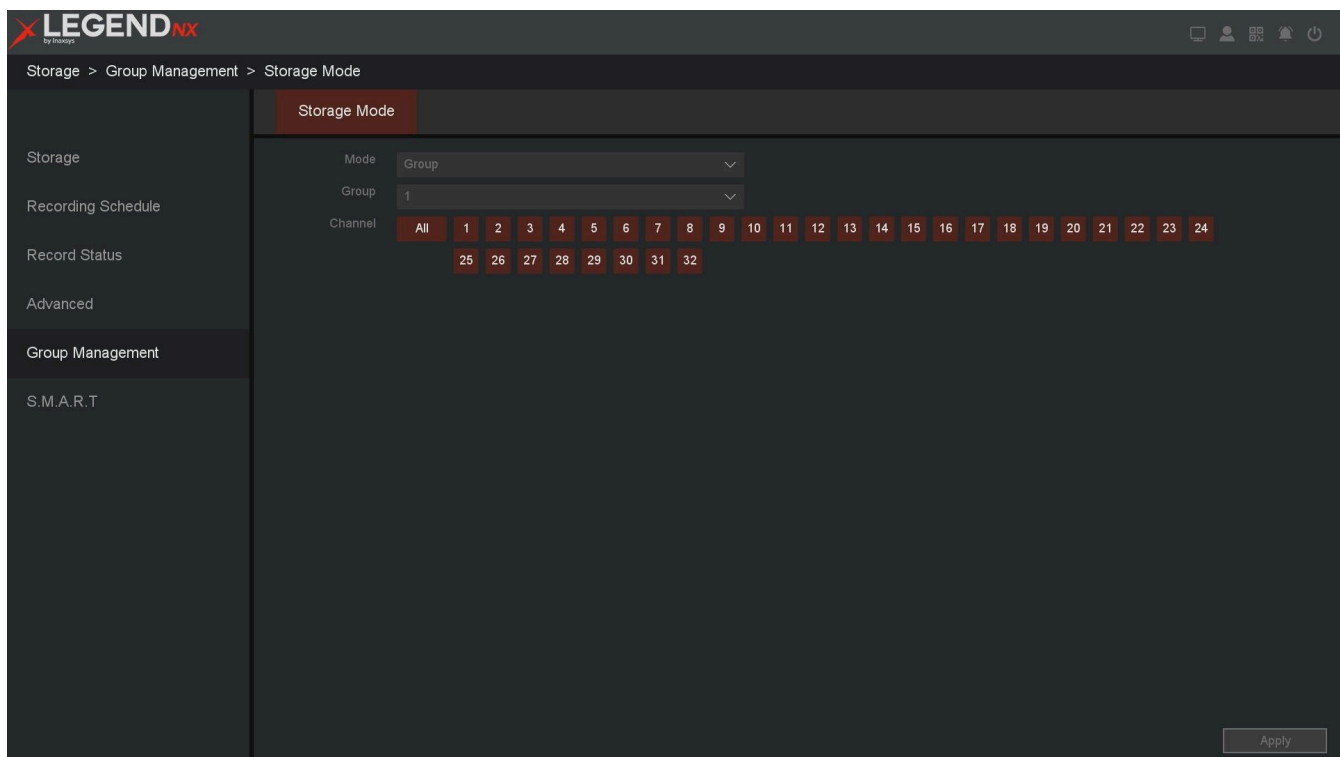 LEGEND NX
by Inaxsys
Storage > Group Management > Storage Mode
Storage Mode
Storage
Recording Schedule
Record Status
Advanced
Group Management
S.M.A.R.T
Mode Group
Group 1
Channel All 1 2 3 4 5 6 7 8 9 10 11 12 13 14 15 16 17 18 19 20 21 22 23 24
25 26 27 28 29 30 31 32
Apply